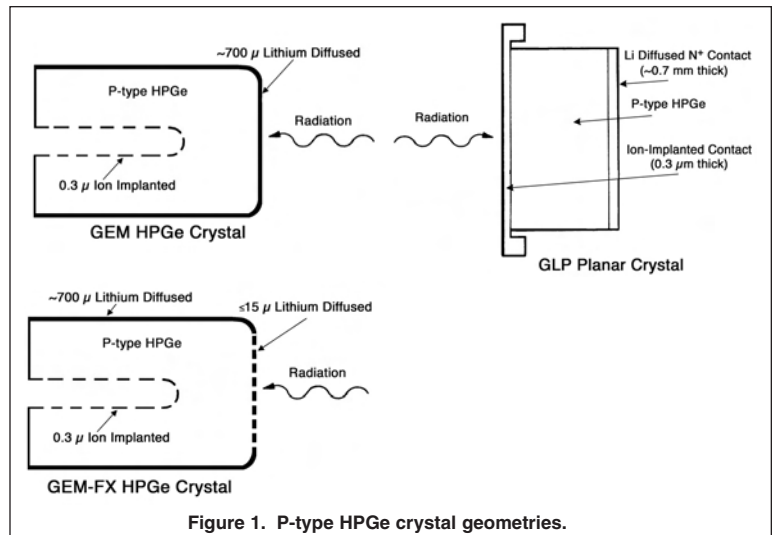 ~700 µ Lithium Diffused
P-type HPGe
Radiation
0.3 µ Ion Implanted
GEM HPGe Crystal
Li Diffused N⁺ Contact
(~0.7 mm thick)
P-type HPGe
Radiation
Ion-Implanted Contact
(0.3 µm thick)
GLP Planar Crystal
~700 µ Lithium Diffused
≤15 µ Lithium Diffused
P-type HPGe
Radiation
0.3 µ Ion Implanted
GEM-FX HPGe Crystal
Figure 1. P-type HPGe crystal geometries.